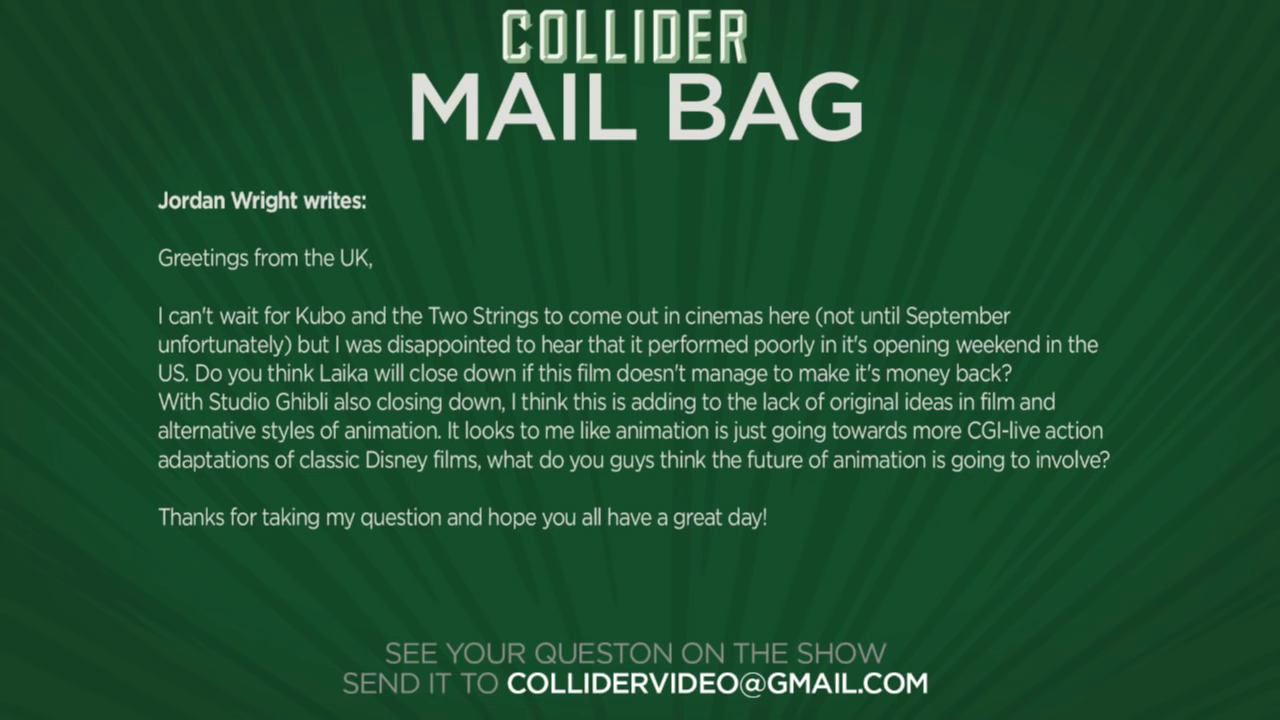 COLLIDER
MAIL BAG
Jordan Wright writes:
Greetings from the UK,
I can't wait for Kubo and the Two Strings to come out in cinemas here (not until September
unfortunately) but I was disappointed to hear that it performed poorly in it's opening weekend in the
US. Do you think Laika will close down if this film doesn't manage to make it's money back?
With Studio Ghibli also closing down, I think this is adding to the lack of original ideas in film and
alternative styles of animation. It looks to me like animation is just going towards more CGI-live action
adaptations of classic Disney films, what do you guys think the future of animation is going to involve?
Thanks for taking my question and hope you all have a great day!
SEE YOUR QUESTON ON THE SHOW
SEND IT TO COLLIDERVIDEO@GMAIL.COM